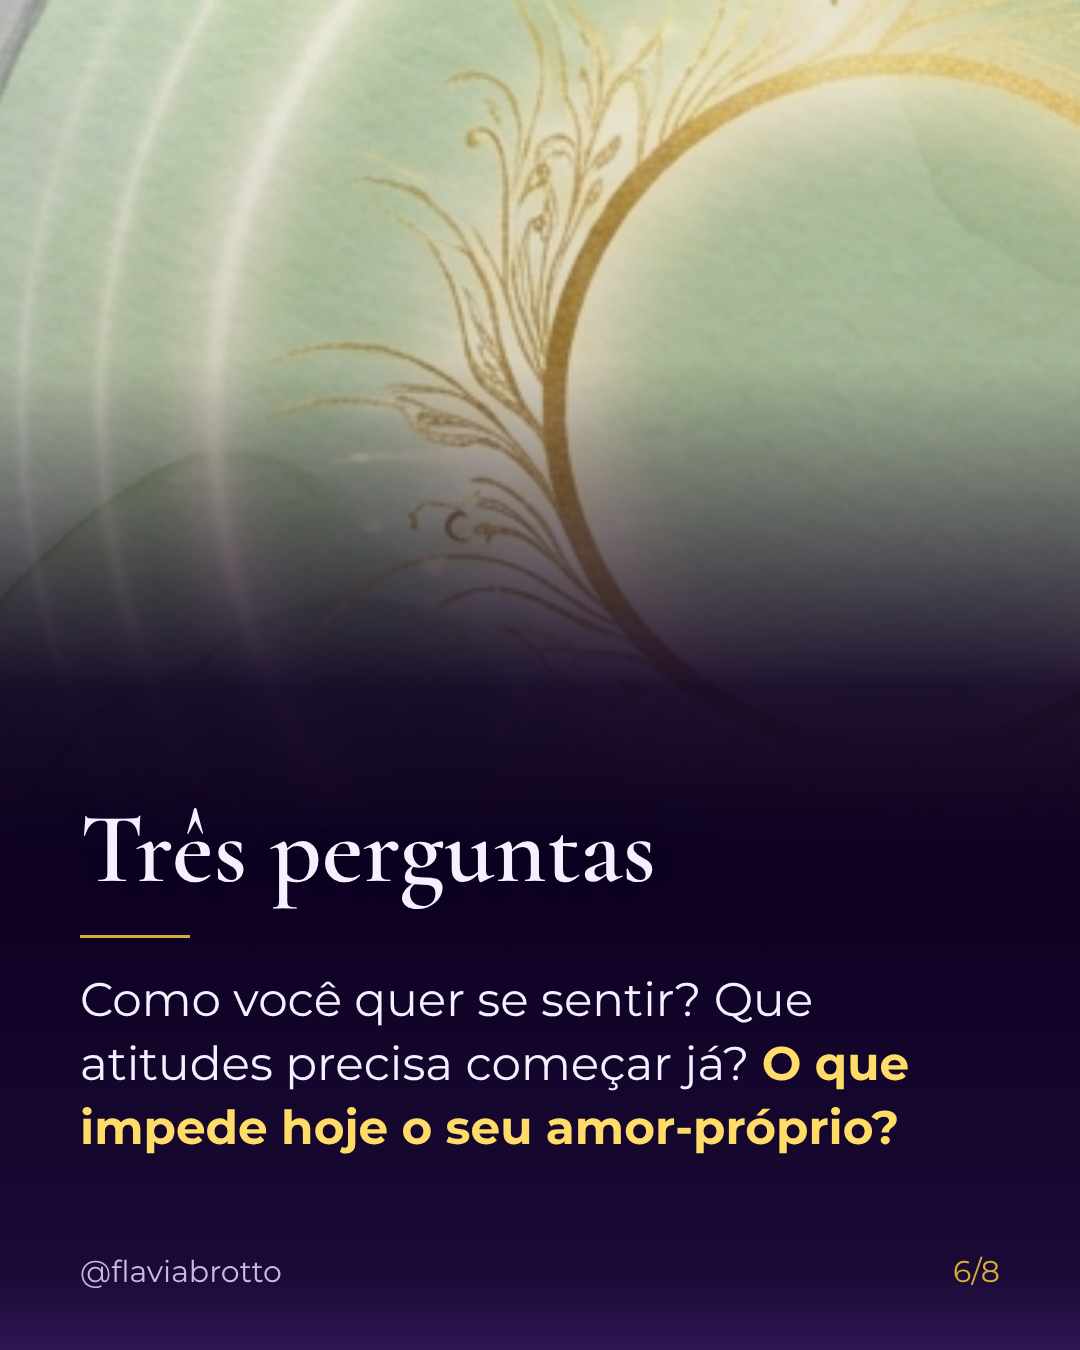 Três perguntas
Como você quer se sentir? Que
atitudes precisa começar já? O que
impede hoje o seu amor-próprio?
@flaviabrotto
6/8